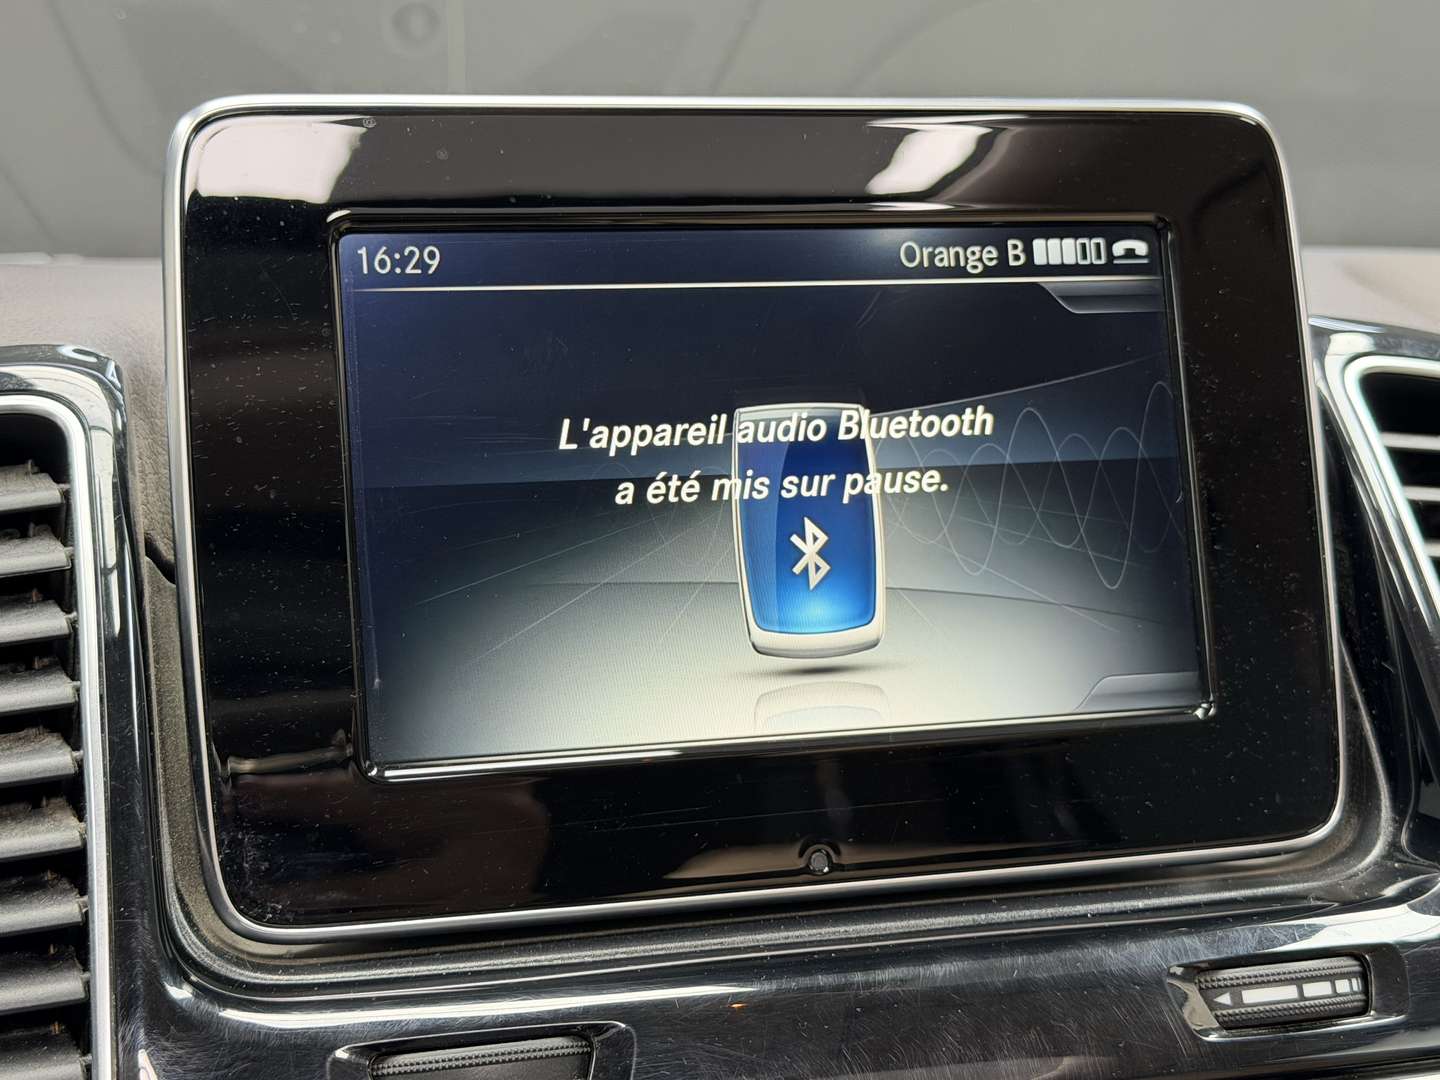 16:29
Orange B
L'appareil audio Bluetooth
a été mis sur pause.